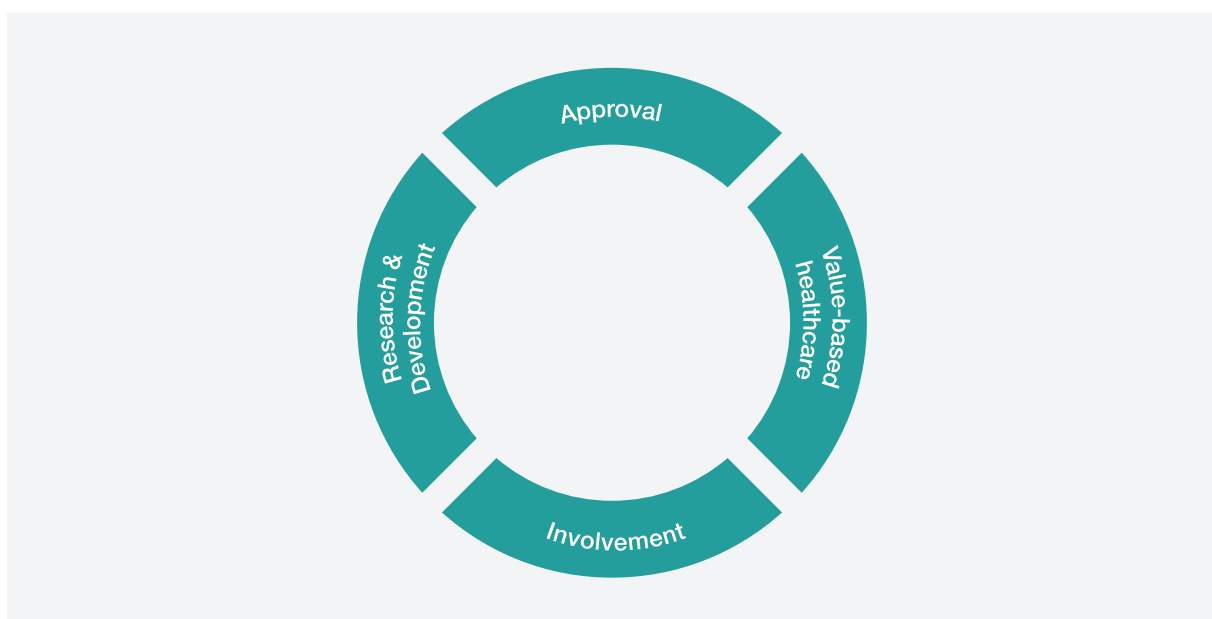 Approval
Value-based
healthcare
Involvement
Research &
Development